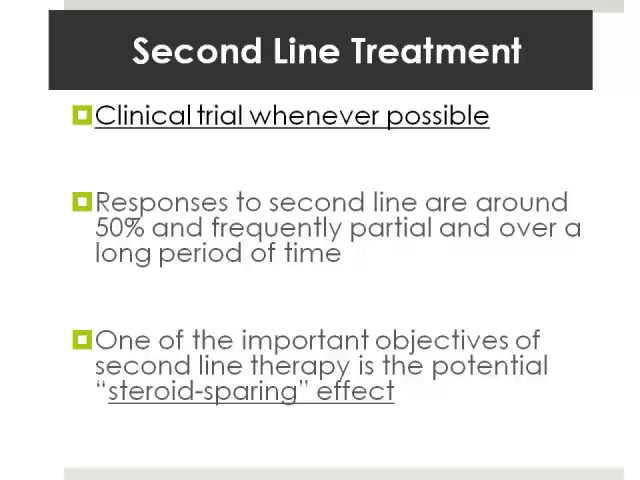 Second Line Treatment
Clinical trial whenever possible
Responses to second line are around
50% and frequently partial and over a
long period of time
One of the important objectives of
second line therapy is the potential
“steroid-sparing” effect